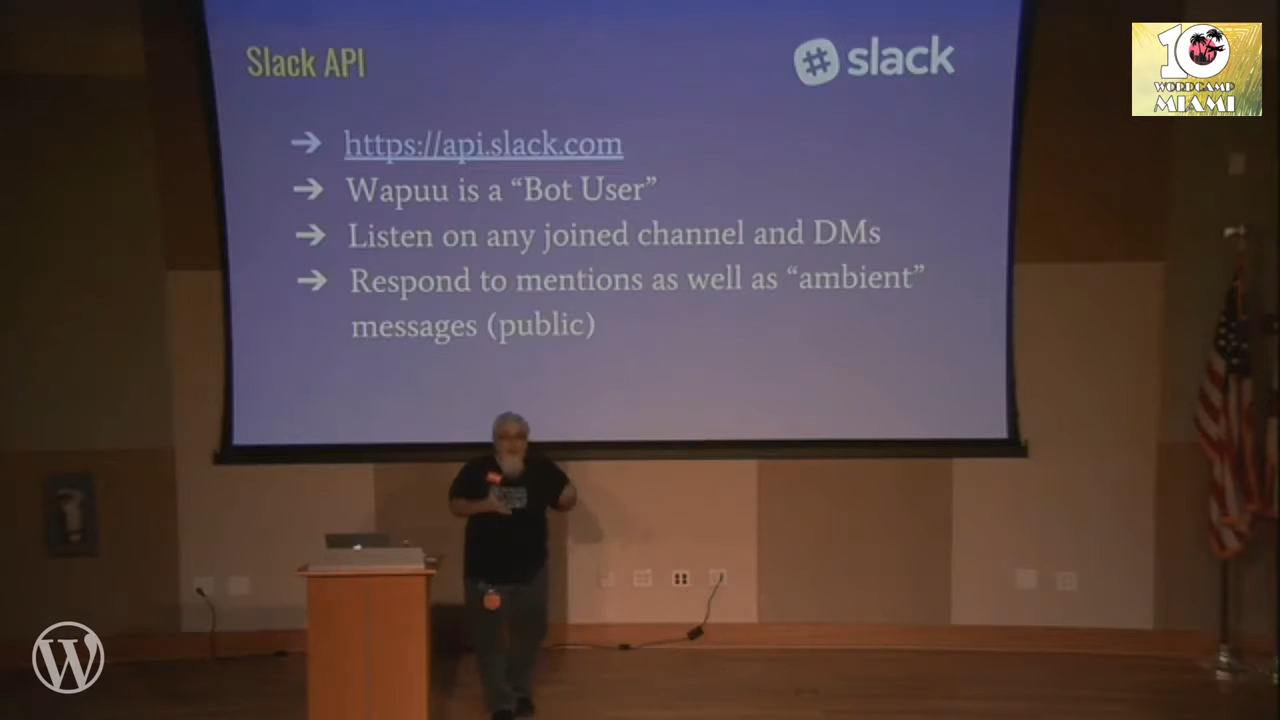 Slack API
slack
10
WORDCAMP
MIAMI
➔ https://api.slack.com
➔ Wapuu is a “Bot User”
➔ Listen on any joined channel and DMs
➔ Respond to mentions as well as “ambient”
messages (public)
W